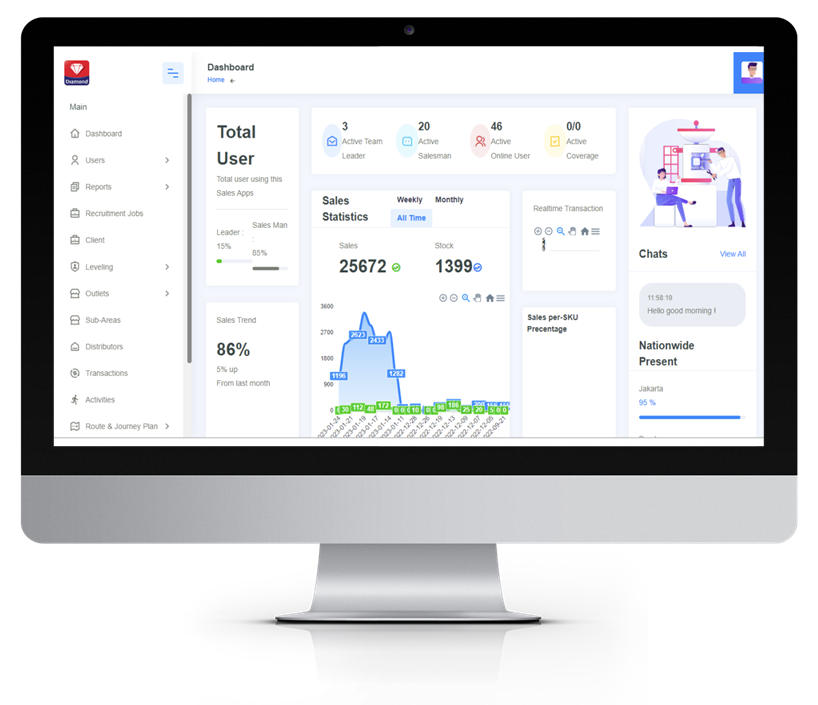 Diamond
Dashboard
Home
Main
Dashboard
Users
Reports
Recruitment Jobs
Client
Leveling
Outlets
Sub-Areas
Distributors
Transactions
Activities
Route & Journey Plan
Total
User
Total user using this
Sales Apps
Leader :
15%
Sales Man
:
85%
Sales Trend
86%
5% up
From last month
3
Active Team
Leader
20
Active
Salesman
46
Active
Online User
0/0
Active
Coverage
Sales
Statistics
Weekly
Monthly
All Time
Sales
25672
Stock
1399
3600
2700
1800
900
0
2623
2433
1196
1282
30
112
48
172
0
0
10
98
186
25
20
Realtime Transaction
Sales per-SKU
Precentage
Chats
View All
11:58:19
Hello good morning !
Nationwide
Present
Jakarta
95 %